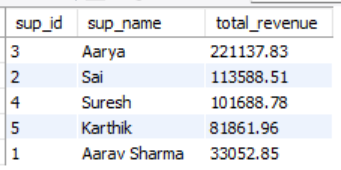 sup_id sup_name total_revenue
3 Aarya 221137.83
2 Sai 113588.51
4 Suresh 101688.78
5 Karthik 81861.96
1 Aarav Sharma 33052.85